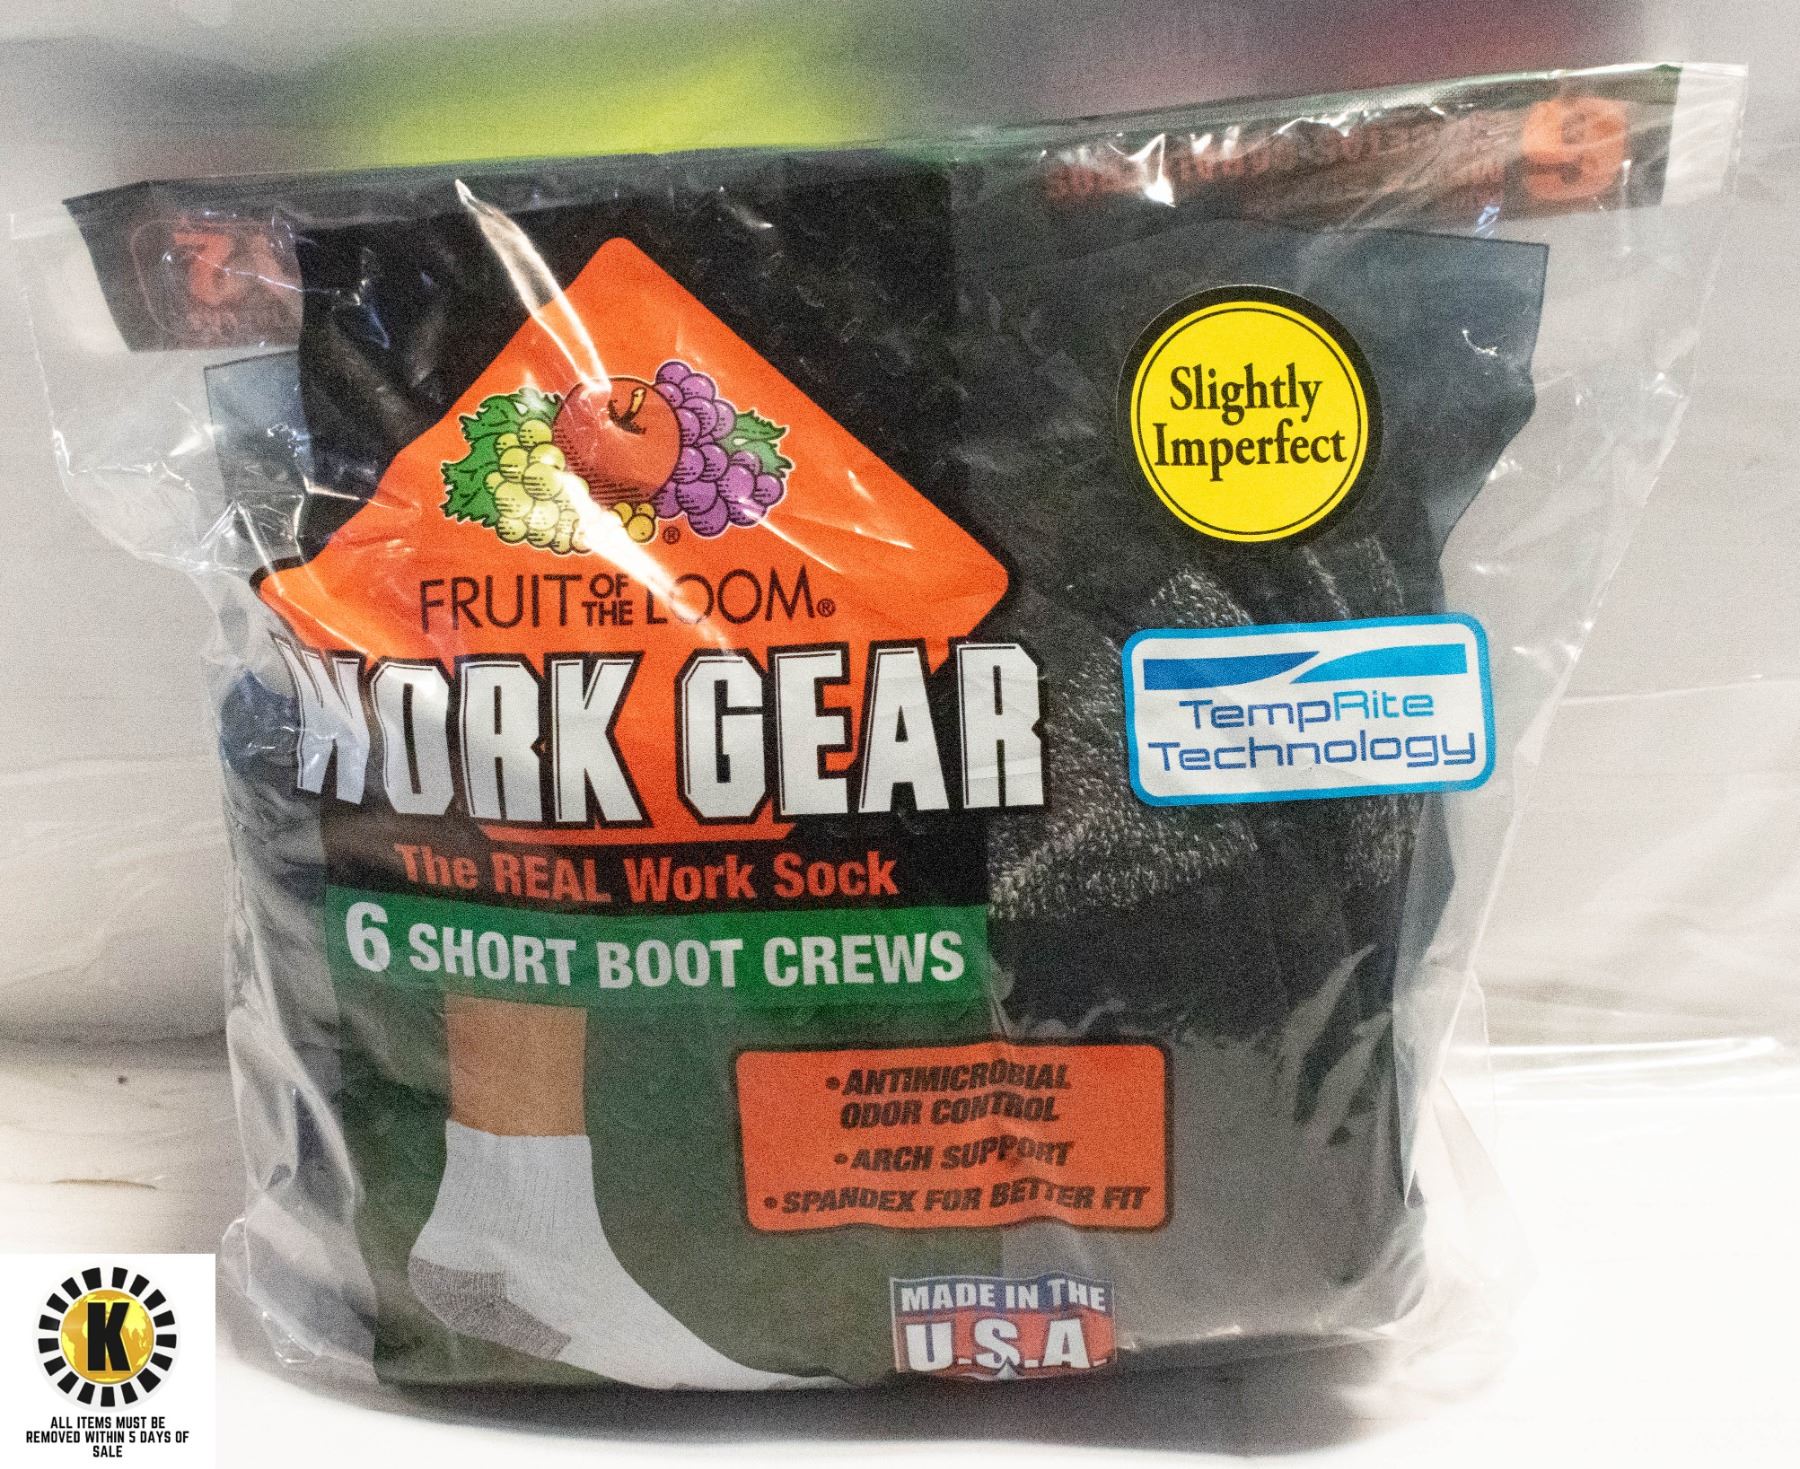 Slightly
Imperfect
FRUIT OF THE LOOM®
WORK GEAR
TempRite
Technology
The REAL Work Sock
6 SHORT BOOT CREWS
•ANTIMICROBIAL
ODOR CONTROL
•ARCH SUPPORT
•SPANDEX FOR BETTER FIT
MADE IN THE
U.S.A.
K
ALL ITEMS MUST BE
REMOVED WITHIN 5 DAYS OF
SALE